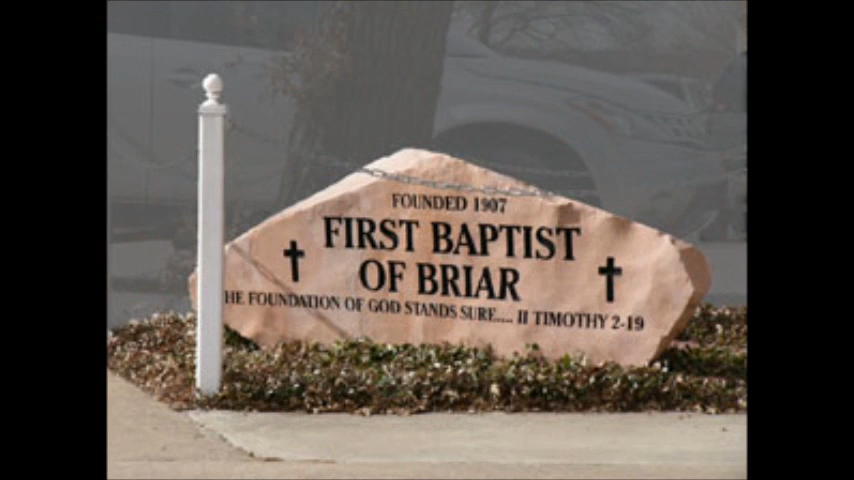 FOUNDED 1907
FIRST BAPTIST
OF BRIAR
HE FOUNDATION OF GOD STANDS SURE.... II TIMOTHY 2-19